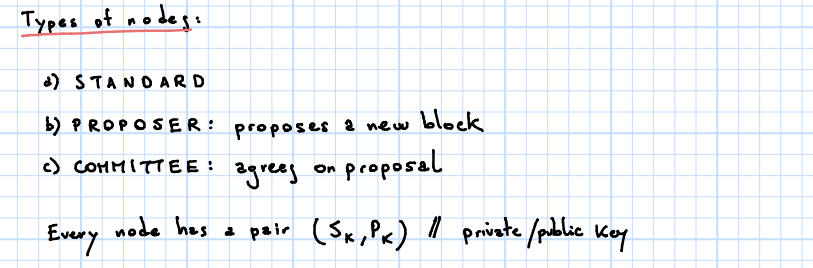 Types of nodes:
a) STANDARD
b) PROPOSER: proposes a new block
c) COMMITTEE: agrees on proposal
Every node has a pair (S_K, P_K) // private/public key